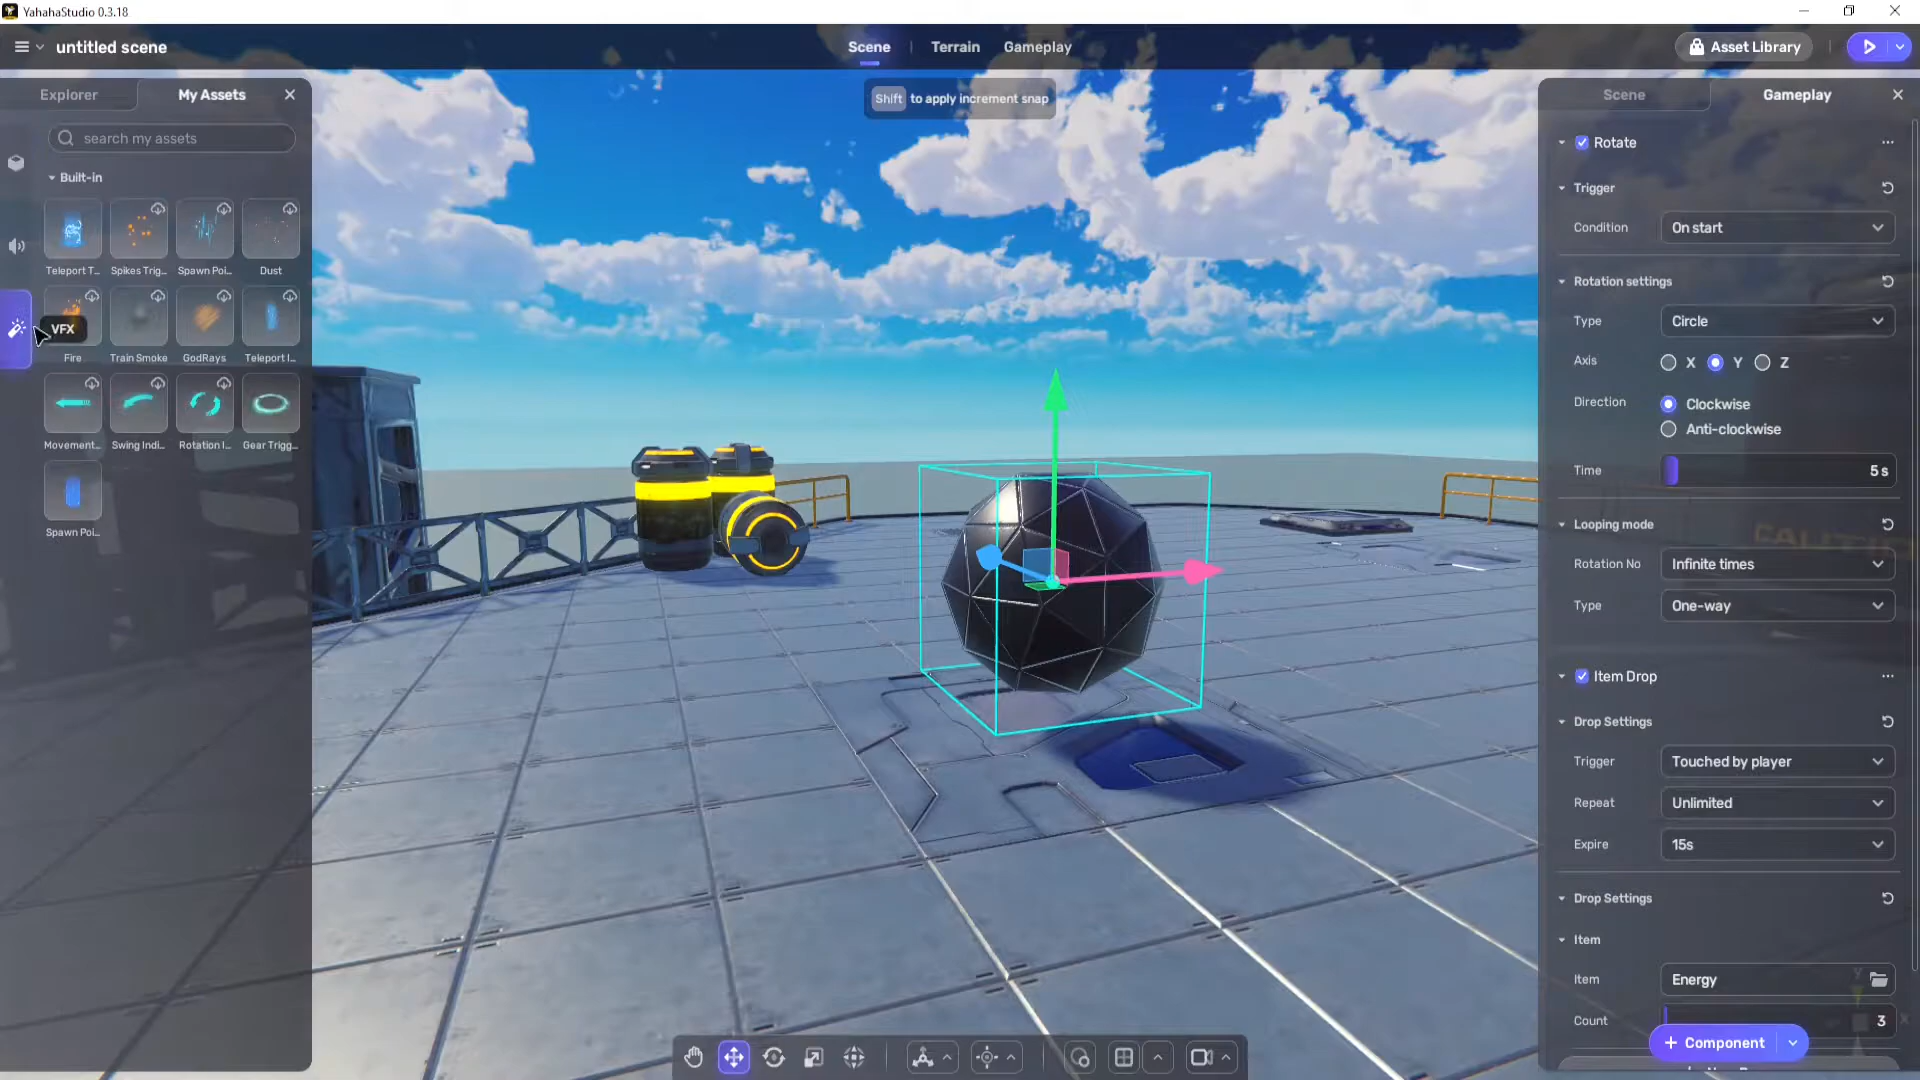 YahahaStudio 0.3.18
untitled scene
Scene
Terrain
Gameplay
Asset Library
Explorer
My Assets
Shift to apply increment snap
Scene
Gameplay
search my assets
Built-in
Teleport T...
Spikes Trig...
Spawn Poi...
Dust
VFX
Fire
Train Smoke
GodRays
Teleport I...
Movement...
Swing Indi...
Rotation I...
Gear Trigg...
Spawn Poi...
Rotate
Trigger
Condition On start
Rotation settings
Type Circle
Axis X Y Z
Direction Clockwise
Anti-clockwise
Time 5 s
Looping mode
Rotation No Infinite times
Type One-way
Item Drop
Drop Settings
Trigger Touched by player
Repeat Unlimited
Expire 15s
Drop Settings
Item
Item Energy
Count 3
+ Component